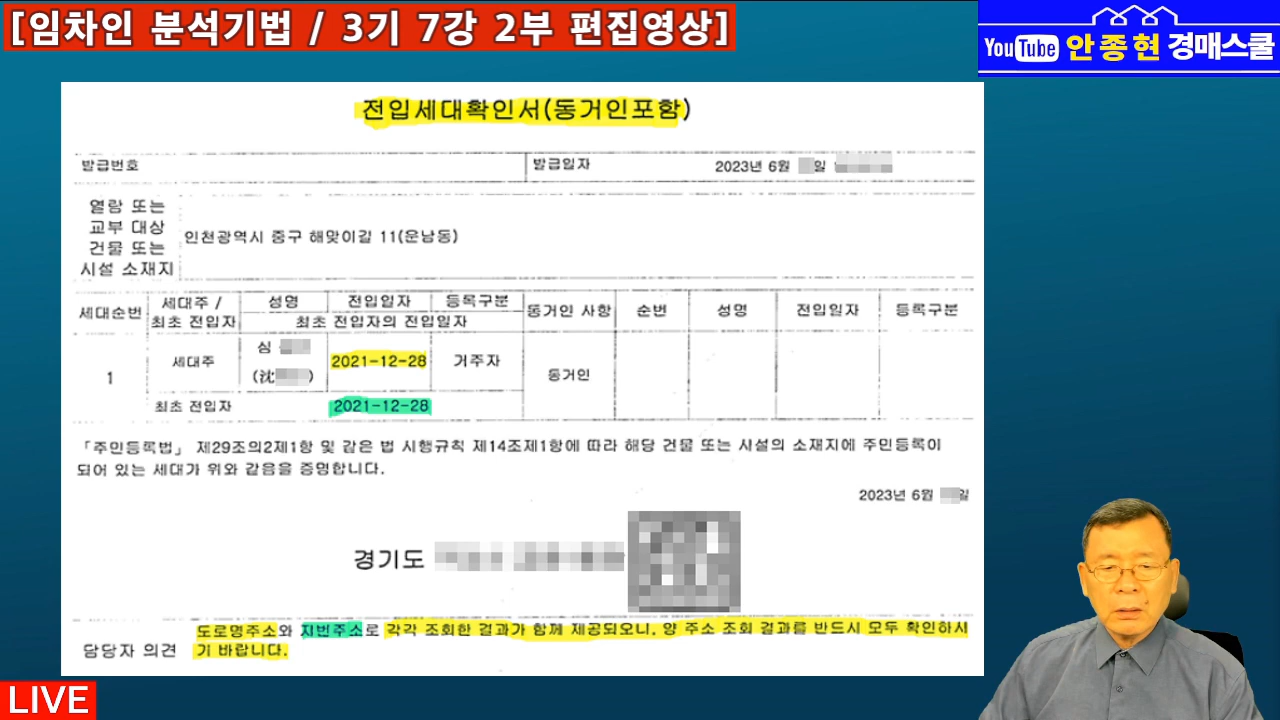 [임차인 분석기법 / 3기 7강 2부 편집영상]
YouTube 안종현 경매스쿨
전입세대확인서(동거인포함)
발급번호 발급일자 2023년 6월 일
열람 또는
교부 대상
건물 또는
시설 소재지
인천광역시 중구 해맞이길 11(운남동)
세대순번 세대주 / 성명 전입일자 등록구분 동거인 사항 순번 성명 전입일자 등록구분
최초 전입자 최초 전입자의 전입일자
1 세대주 심 2021-12-28 거주자 동거인
(沈 )
최초 전입자 2021-12-28
「주민등록법」 제29조의2제1항 및 같은 법 시행규칙 제14조제1항에 따라 해당 건물 또는 시설의 소재지에 주민등록이
되어 있는 세대가 위와 같음을 증명합니다.
2023년 6월 일
경기도
담당자 의견
도로명주소와 지번주소로 각각 조회한 결과가 함께 제공되오니, 양 주소 조회 결과를 반드시 모두 확인하시
기 바랍니다.
LIVE